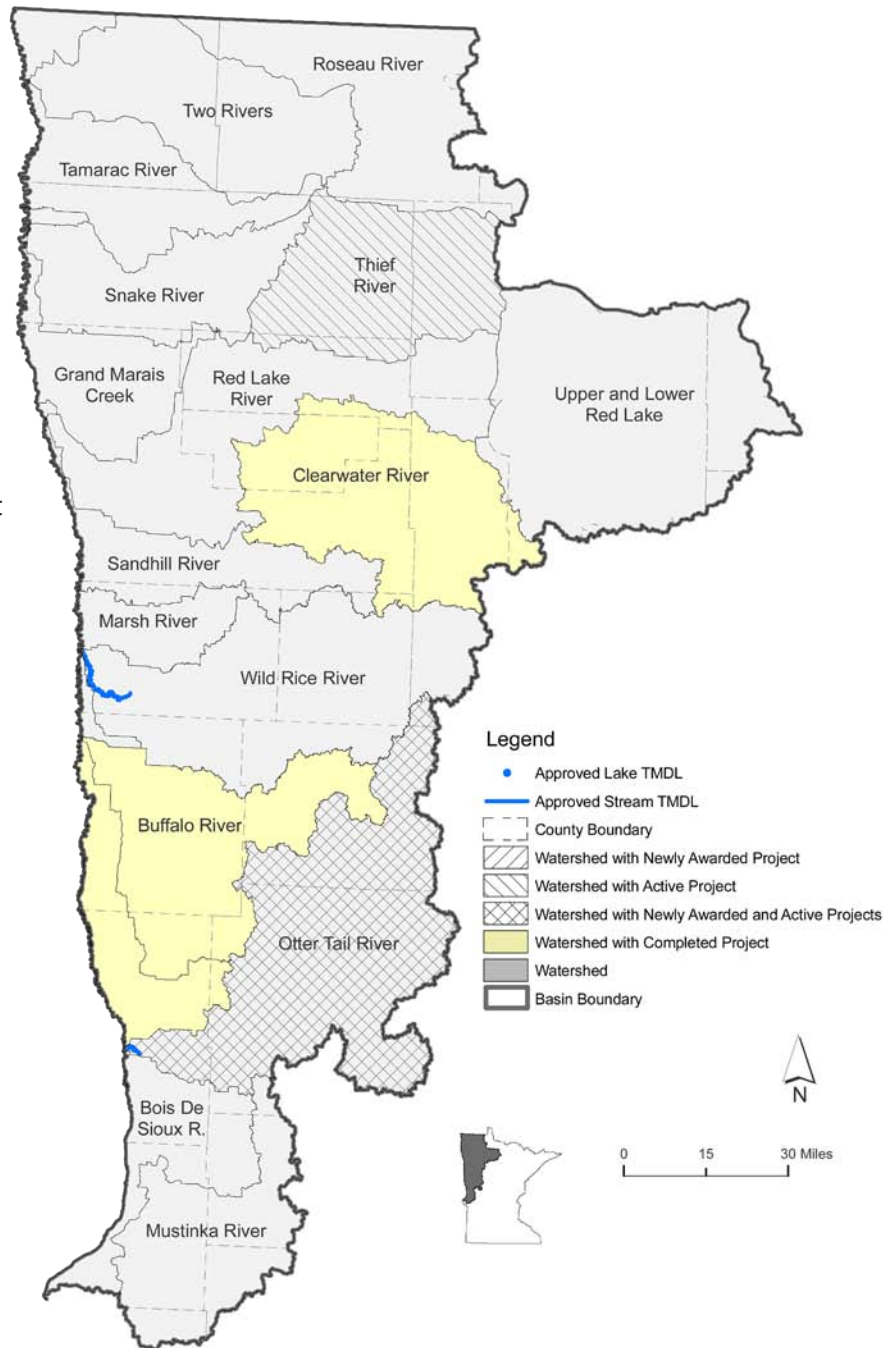 Roseau River
Two Rivers
Tamarac River
Thief
River
Snake River
Grand Marais
Creek
Red Lake
River
Upper and Lower
Red Lake
Clearwater River
Sandhill River
Marsh River
Wild Rice River
Buffalo River
Otter Tail River
Bois De
Sioux R.
Mustinka River
Legend
Approved Lake TMDL
Approved Stream TMDL
County Boundary
Watershed with Newly Awarded Project
Watershed with Active Project
Watershed with Newly Awarded and Active Projects
Watershed with Completed Project
Watershed
Basin Boundary
N
0 15 30 Miles